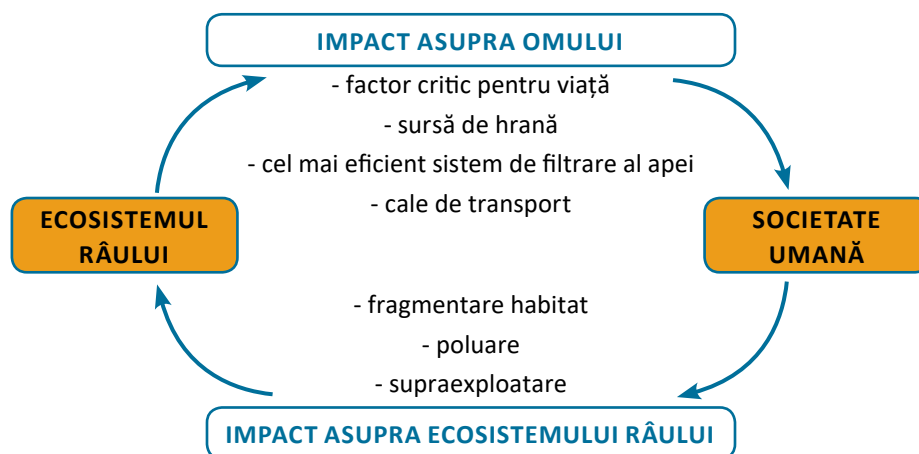 IMPACT ASUPRA OMULUI
- factor critic pentru viață
- sursă de hrană
- cel mai eficient sistem de filtrare al apei
- cale de transport
ECOSISTEMUL
RÂULUI
SOCIETATE
UMANĂ
- fragmentare habitat
- poluare
- supraexploatare
IMPACT ASUPRA ECOSISTEMULUI RÂULUI